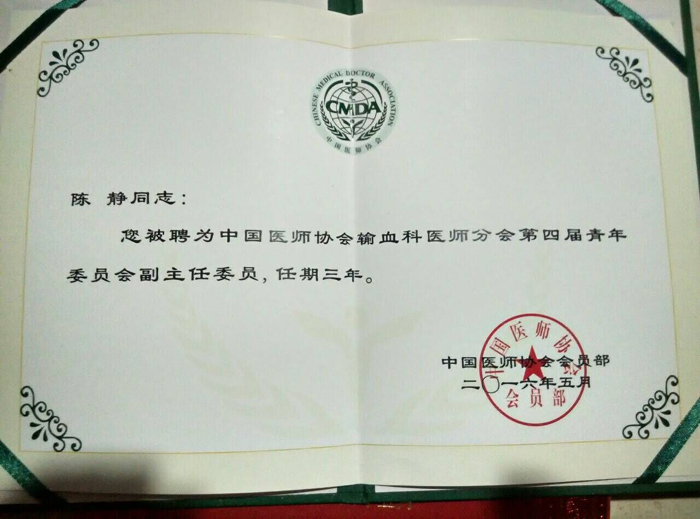 CHINESE MEDICAL DOCTOR ASSOCIATION
CMDA
中国医师协会
陈 静同志：
您被聘为中国医师协会输血科医师分会第四届青年
委员会副主任委员，任期三年。
中国医师协会会员部
二〇一六年五月
中国医师协会
会员部